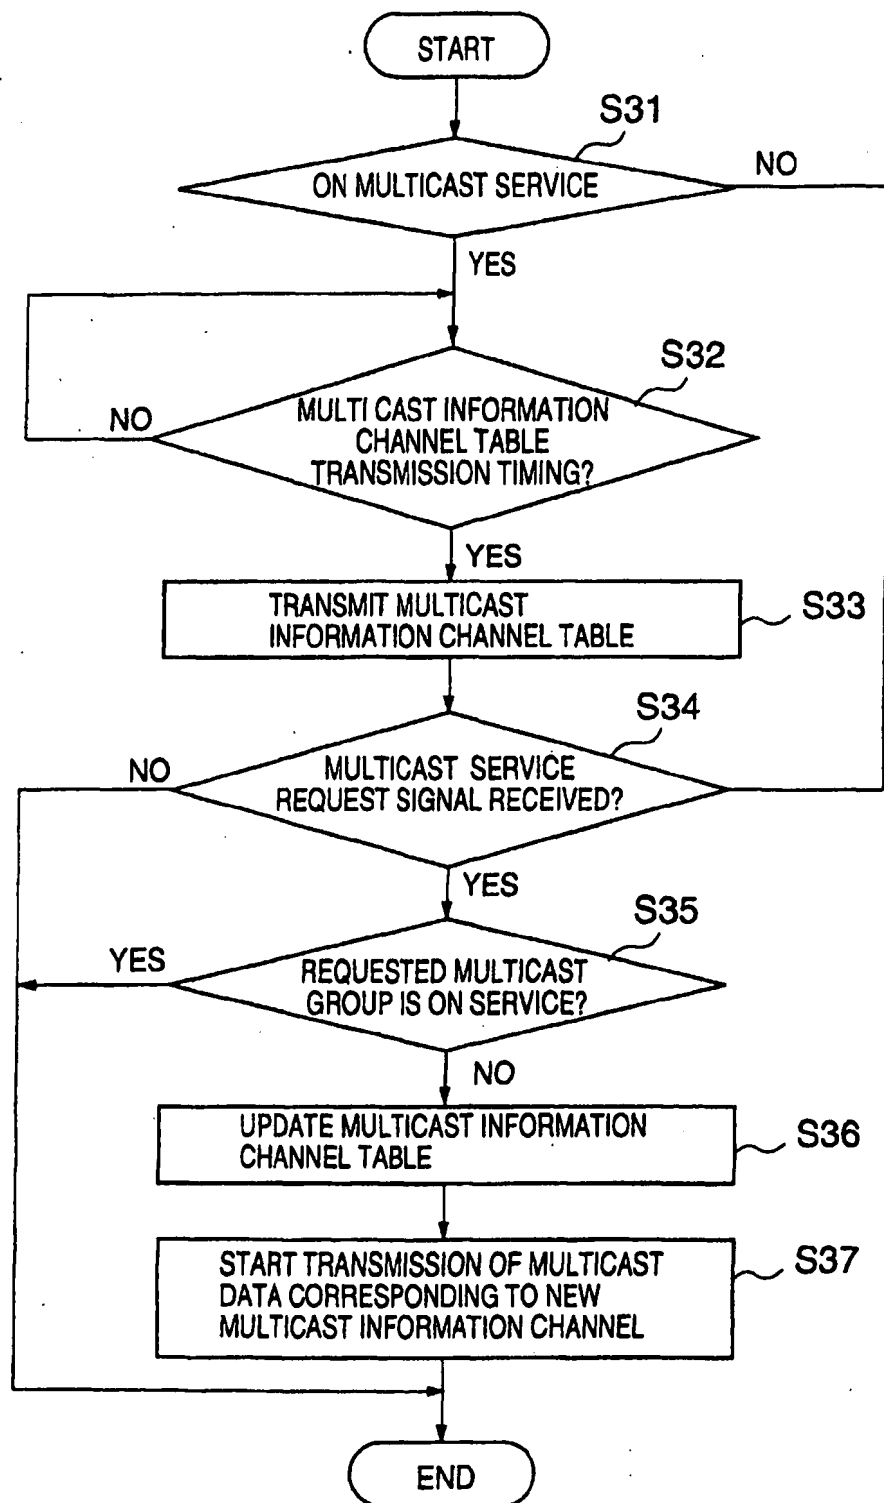 START
S31
ON MULTICAST SERVICE
NO
YES
S32
MULTI CAST INFORMATION
CHANNEL TABLE
TRANSMISSION TIMING?
NO
YES
TRANSMIT MULTICAST
INFORMATION CHANNEL TABLE
S33
S34
MULTICAST SERVICE
REQUEST SIGNAL RECEIVED?
NO
YES
S35
REQUESTED MULTICAST
GROUP IS ON SERVICE?
YES
NO
UPDATE MULTICAST INFORMATION
CHANNEL TABLE
S36
START TRANSMISSION OF MULTICAST
DATA CORRESPONDING TO NEW
MULTICAST INFORMATION CHANNEL
S37
END